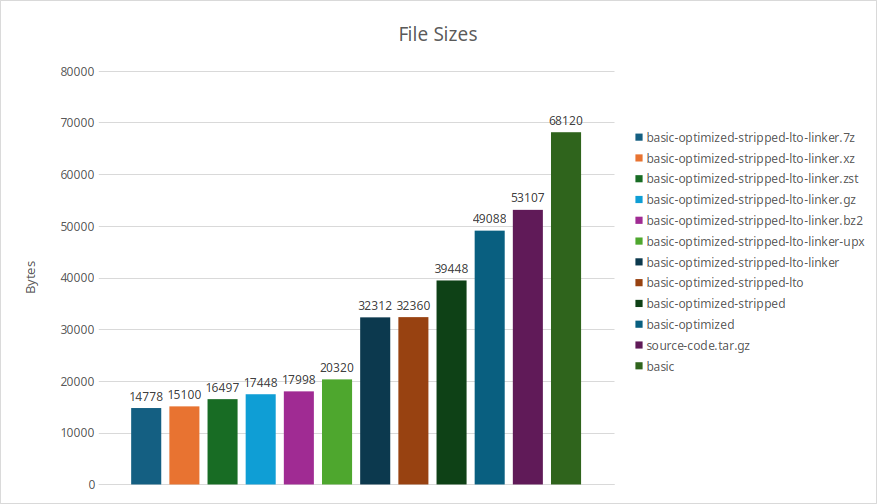 File Sizes
Bytes
80000
70000
60000
50000
40000
30000
20000
10000
0
14778
15100
16497
17448
17998
20320
32312
32360
39448
49088
53107
68120
basic-optimized-stripped-lto-linker.7z
basic-optimized-stripped-lto-linker.xz
basic-optimized-stripped-lto-linker.zst
basic-optimized-stripped-lto-linker.gz
basic-optimized-stripped-lto-linker.bz2
basic-optimized-stripped-lto-linker-upx
basic-optimized-stripped-lto-linker
basic-optimized-stripped-lto
basic-optimized-stripped
basic-optimized
source-code.tar.gz
basic